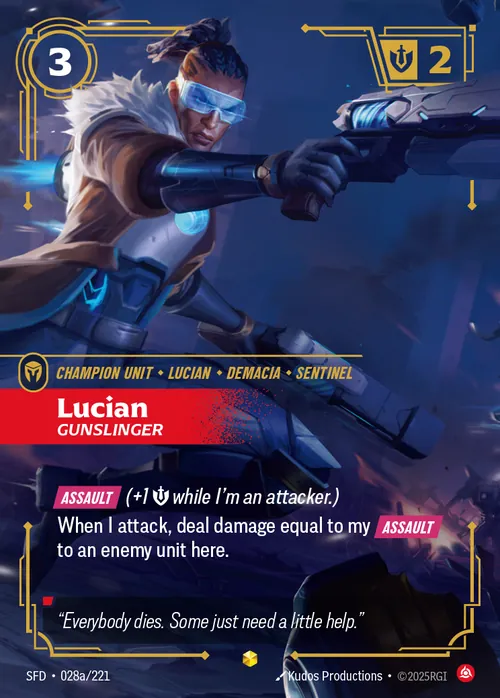 3
2
CHAMPION UNIT • LUCIAN • DEMACIA • SENTINEL
Lucian
GUNSLINGER
ASSAULT (+1 while I'm an attacker.)
When I attack, deal damage equal to my ASSAULT
to an enemy unit here.
“Everybody dies. Some just need a little help.”
SFD • 028a/221
Kudos Productions • ©2025RGI